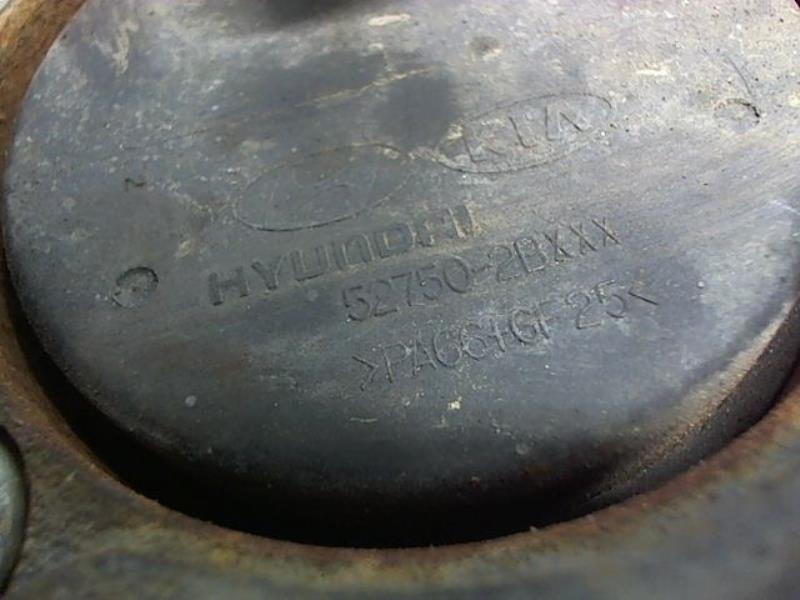 KIA
HYUNDAI
52750-2BXXX
>PA66+GF25<